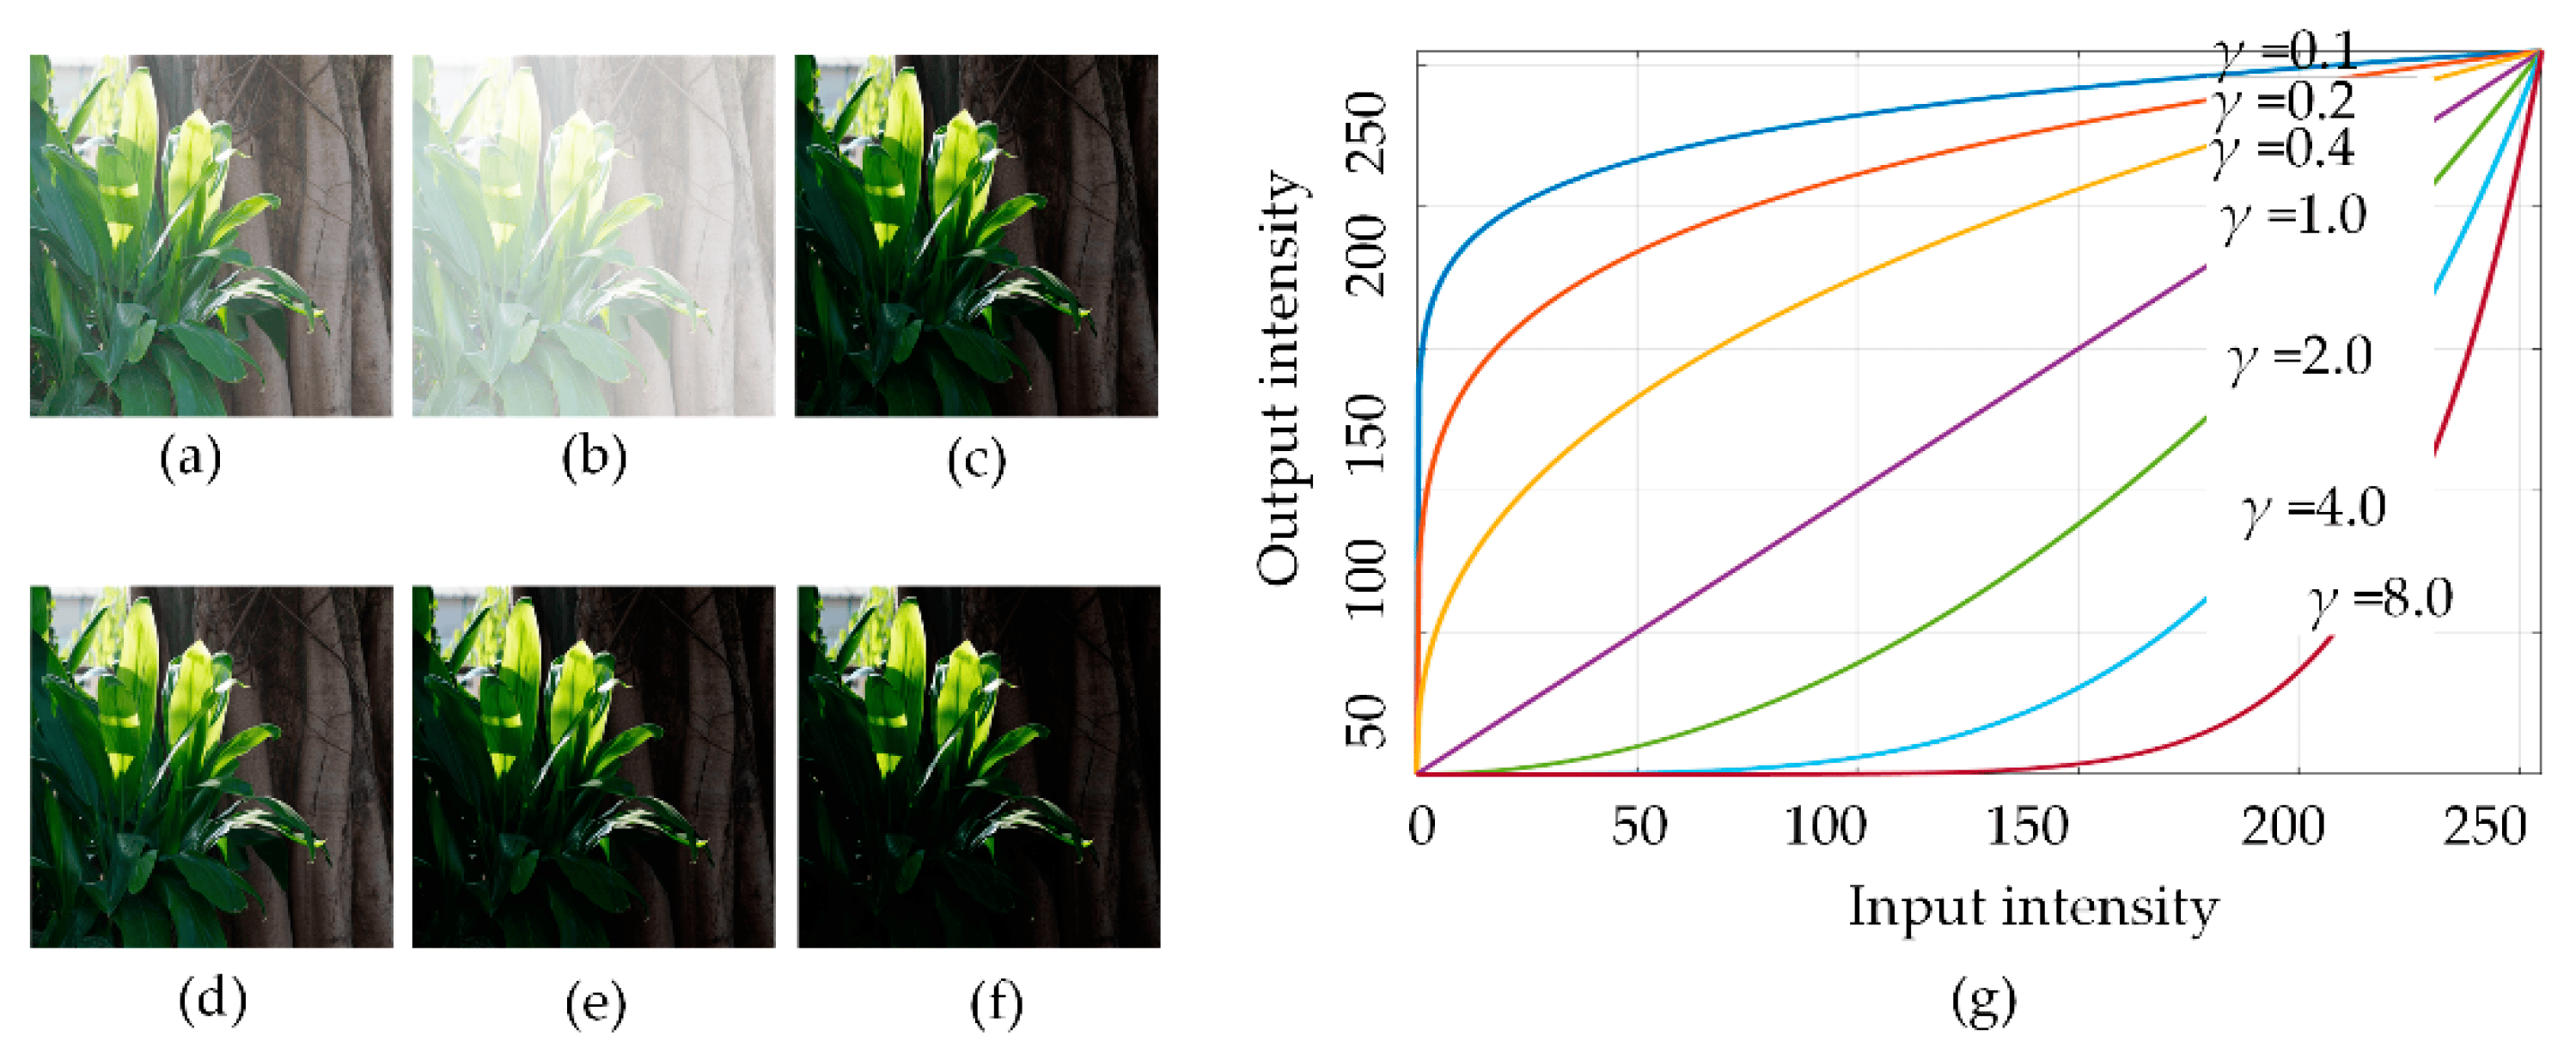 (a) (b) (c)
(d) (e) (f)
Output intensity
250
200
150
100
50
γ =0.1
γ =0.2
γ =0.4
γ =1.0
γ =2.0
γ =4.0
γ =8.0
0 50 100 150 200 250
Input intensity
(g)